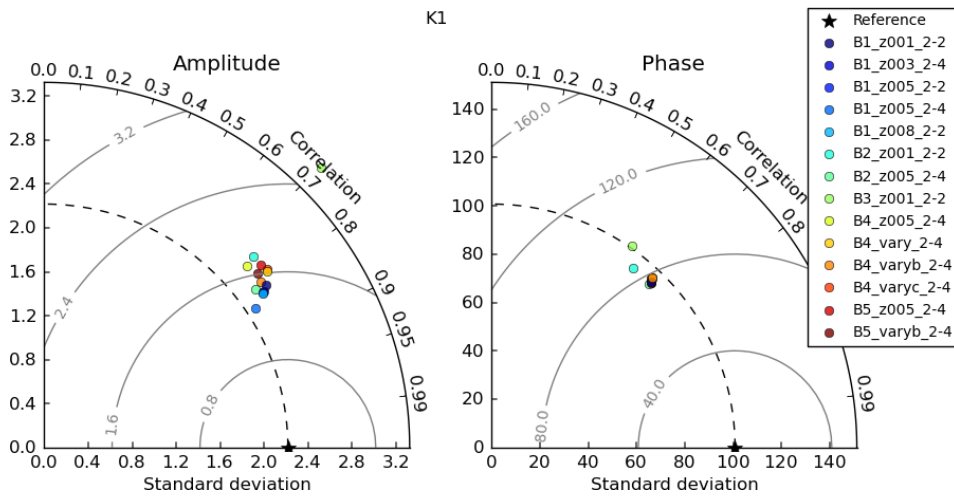 K1
Amplitude
0.0 0.1 0.2 0.3 0.4 0.5 0.6 0.7 0.8 0.9 0.95 0.99
Correlation
3.2
2.8
2.4
2.0
1.6
1.2
0.8
0.4
0.0
3.2
2.4
1.6
0.8
0.0 0.4 0.8 1.2 1.6 2.0 2.4 2.8 3.2
Standard deviation
Phase
0.0 0.1 0.2 0.3 0.4 0.5 0.6 0.7 0.8 0.99
Correlation
140
120
100
80
60
40
20
0
160.0
120.0
80.0
40.0
0 20 40 60 80 100 120 140
Standard deviation
Reference
B1_z001_2-2
B1_z003_2-4
B1_z005_2-2
B1_z005_2-4
B1_z008_2-2
B2_z001_2-2
B2_z005_2-4
B3_z001_2-2
B4_z005_2-4
B4_vary_2-4
B4_varyb_2-4
B4_varyc_2-4
B5_z005_2-4
B5_varyb_2-4